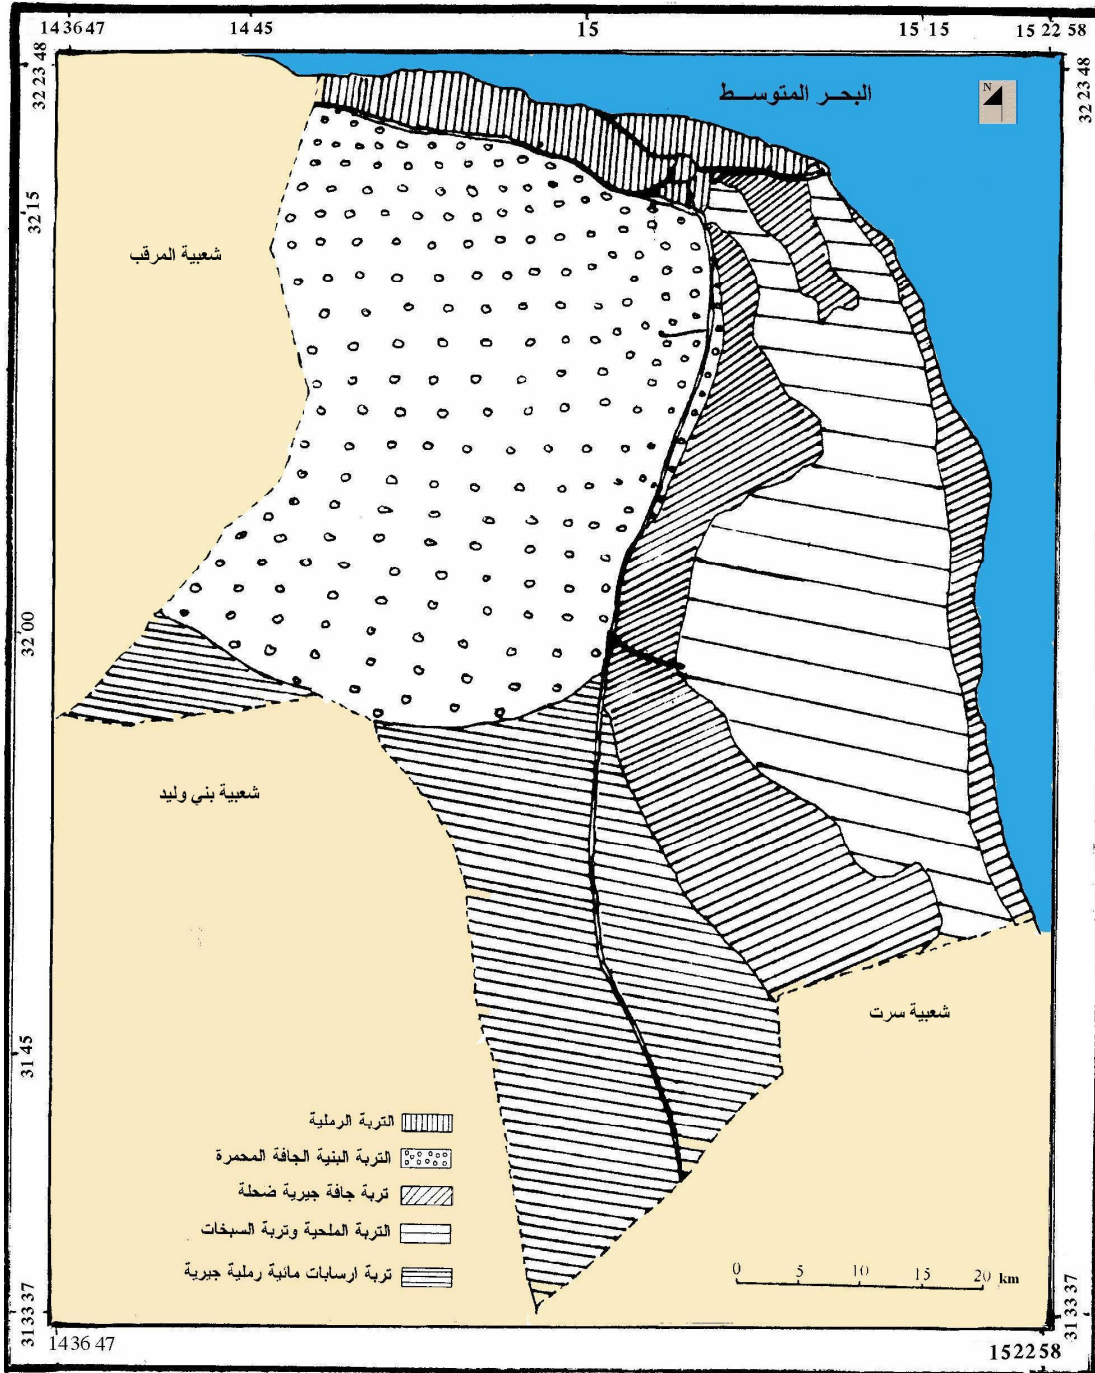 14 36 47
14 45
15
15 15
15 22 58
32 23 48
32 23 48
البحر المتوسط
N
32 15
شعبية المرقب
32 00
شعبية بني وليد
شعبية سرت
31 45
التربة الرملية
التربة البنية الجافة المحمرة
تربة جافة جيرية ضحلة
التربة الملحية وتربة السبخات
تربة ارسابات مائية رملية جيرية
0 5 10 15 20 km
31 33 37
31 33 37
14 36 47
15 22 58